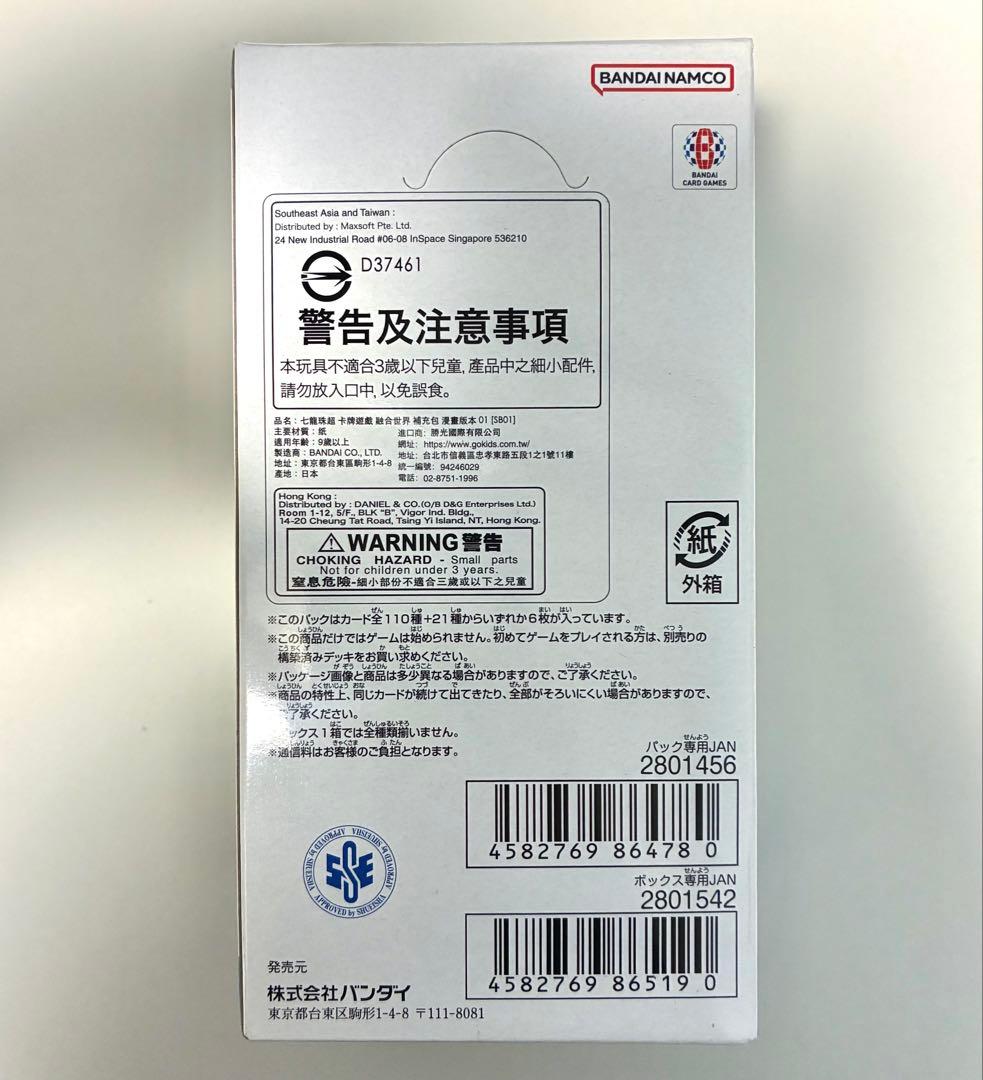 BANDAI NAMCO
BANDAI
CARD GAMES
Southeast Asia and Taiwan :
Distributed by : Maxsoft Pte. Ltd.
24 New Industrial Road #06-08 InSpace Singapore 536210
D37461
警告及注意事項
本玩具不適合3歲以下兒童, 產品中之細小配件,
請勿放入口中, 以免誤食。
品名 : 七龍珠超 卡牌遊戲 融合世界 補充包 漫畫版本 01 [SB01]
主要材質 : 紙
適用年齡 : 9歲以上
製造商 : BANDAI CO., LTD.
地址 : 東京都台東區駒形1-4-8
產地 : 日本
進口商 : 勝光國際有限公司
網址 : https://www.gokids.com.tw/
地址 : 台北市信義區忠孝東路五段1之1號11樓
統一編號 : 94246029
電話 : 02-8751-1996
Hong Kong :
Distributed by : DANIEL & CO.(O/B D&G Enterprises Ltd.)
Room 1-12, 5/F., BLK "B", Vigor Ind. Bldg.,
14-20 Cheung Tat Road, Tsing Yi Island, NT, Hong Kong.
WARNING 警告
CHOKING HAZARD - Small parts
Not for children under 3 years.
窒息危險-細小部份不適合三歲或以下之兒童
紙
外箱
※このパックはカード全110種+21種からいずれか6枚が入っています。
※この商品だけではゲームは始められません。初めてゲームをプレイされる方は、別売りの
構築済みデッキをお買い求めください。
※パッケージ画像と商品は多少異なる場合がありますので、ご了承ください。
※商品の特性上、同じカードが続けて出てきたり、全部がそろいにくい場合がありますので、
ご了承ください。
ックス1箱では全種類揃いません。
※通信料はお客様のご負担となります。
パック専用JAN
2801456
4582769 86478 0
ボックス専用JAN
2801542
4582769 86519 0
APPROVED by SHUEISHA APPROVED by SHUEISHA APPROVED by SHUEISHA
発売元
株式会社バンダイ
東京都台東区駒形1-4-8 〒111-8081